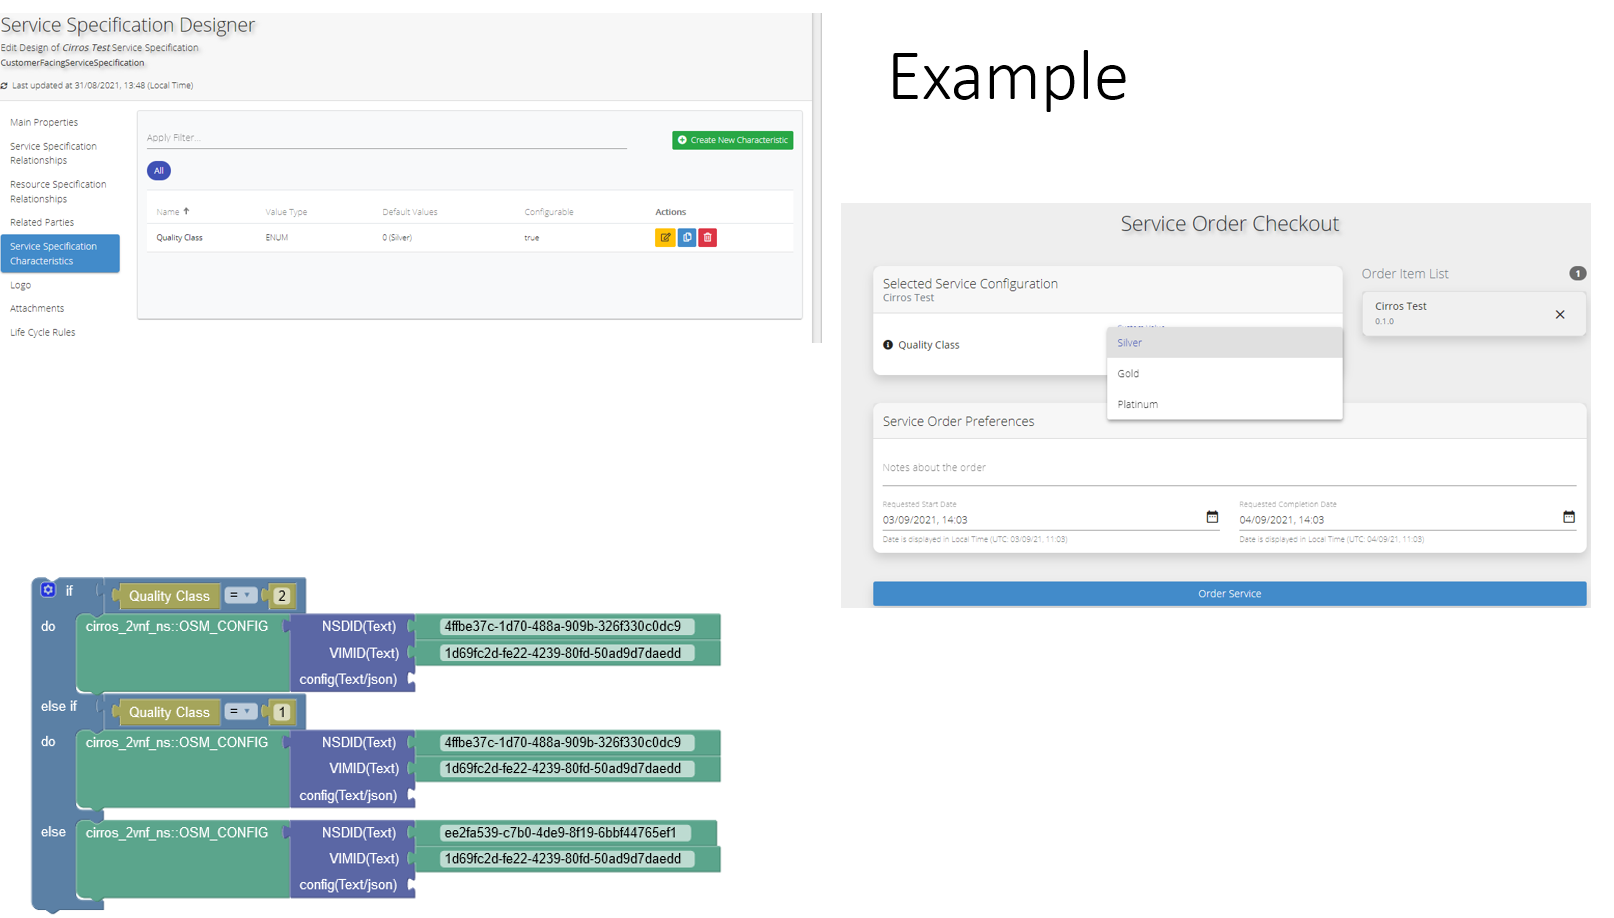 Service Specification Designer
Edit Design of Cirros Test Service Specification
CustomerFacingServiceSpecification
Last updated at 31/08/2021, 13:48 (Local Time)
Main Properties
Service Specification
Relationships
Resource Specification
Relationships
Related Parties
Service Specification
Characteristics
Logo
Attachments
Life Cycle Rules
Apply Filter...
Create New Characteristic
All
Name Value Type Default Values Configurable Actions
Quality Class ENUM 0 (Silver) true
Example
Service Order Checkout
Selected Service Configuration
Cirros Test
Quality Class
Silver
Gold
Platinum
Order Item List 1
Cirros Test
0.1.0
Service Order Preferences
Notes about the order
Requested Start Date
03/09/2021, 14:03
Date is displayed in Local Time (UTC: 03/09/21, 11:03)
Requested Completion Date
04/09/2021, 14:03
Date is displayed in Local Time (UTC: 04/09/21, 11:03)
Order Service
if Quality Class = 2
do cirros_2vnf_ns::OSM_CONFIG NSDID(Text) 4ffbe37c-1d70-488a-909b-326f330c0dc9
VIMID(Text) 1d69fc2d-fe22-4239-80fd-50ad9d7daedd
config(Text/json)
else if Quality Class = 1
do cirros_2vnf_ns::OSM_CONFIG NSDID(Text) 4ffbe37c-1d70-488a-909b-326f330c0dc9
VIMID(Text) 1d69fc2d-fe22-4239-80fd-50ad9d7daedd
config(Text/json)
else cirros_2vnf_ns::OSM_CONFIG NSDID(Text) ee2fa539-c7b0-4de9-8f19-6bbf44765ef1
VIMID(Text) 1d69fc2d-fe22-4239-80fd-50ad9d7daedd
config(Text/json)